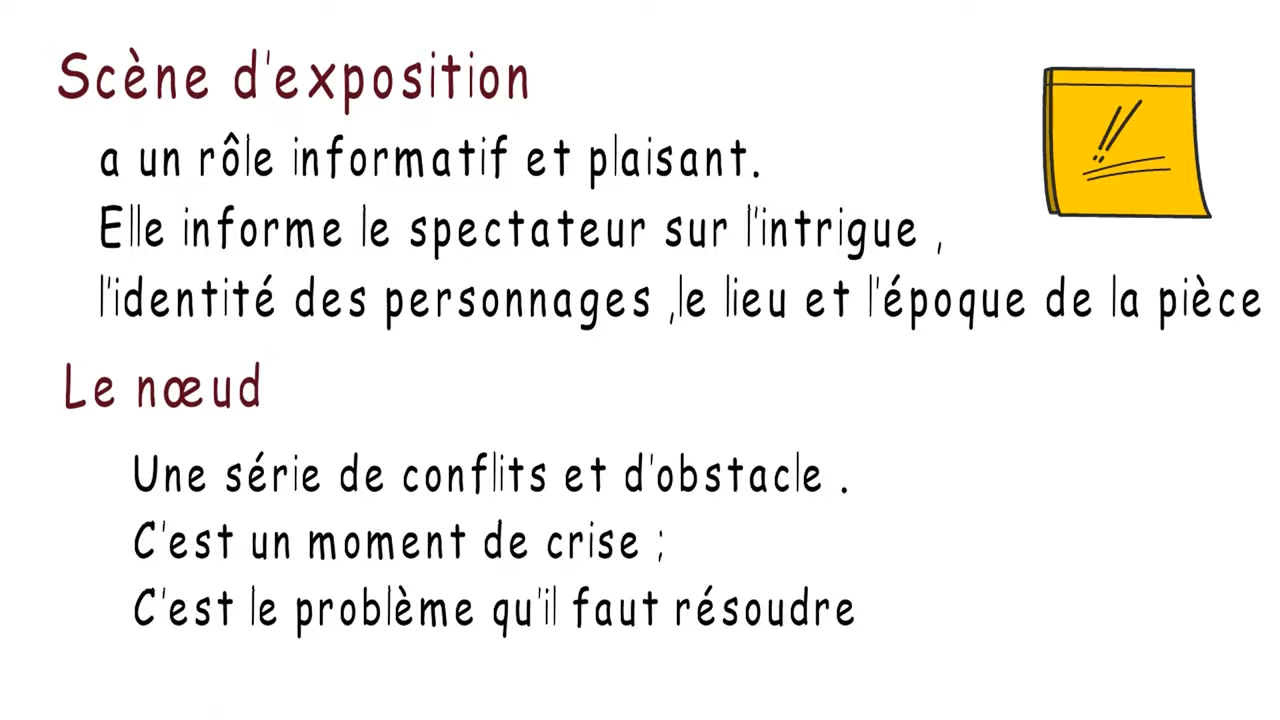 Scène d'exposition
a un rôle informatif et plaisant.
Elle informe le spectateur sur l'intrigue ,
l'identité des personnages ,le lieu et l'époque de la pièce
Le nœud
Une série de conflits et d'obstacle .
C'est un moment de crise ;
C'est le problème qu'il faut résoudre